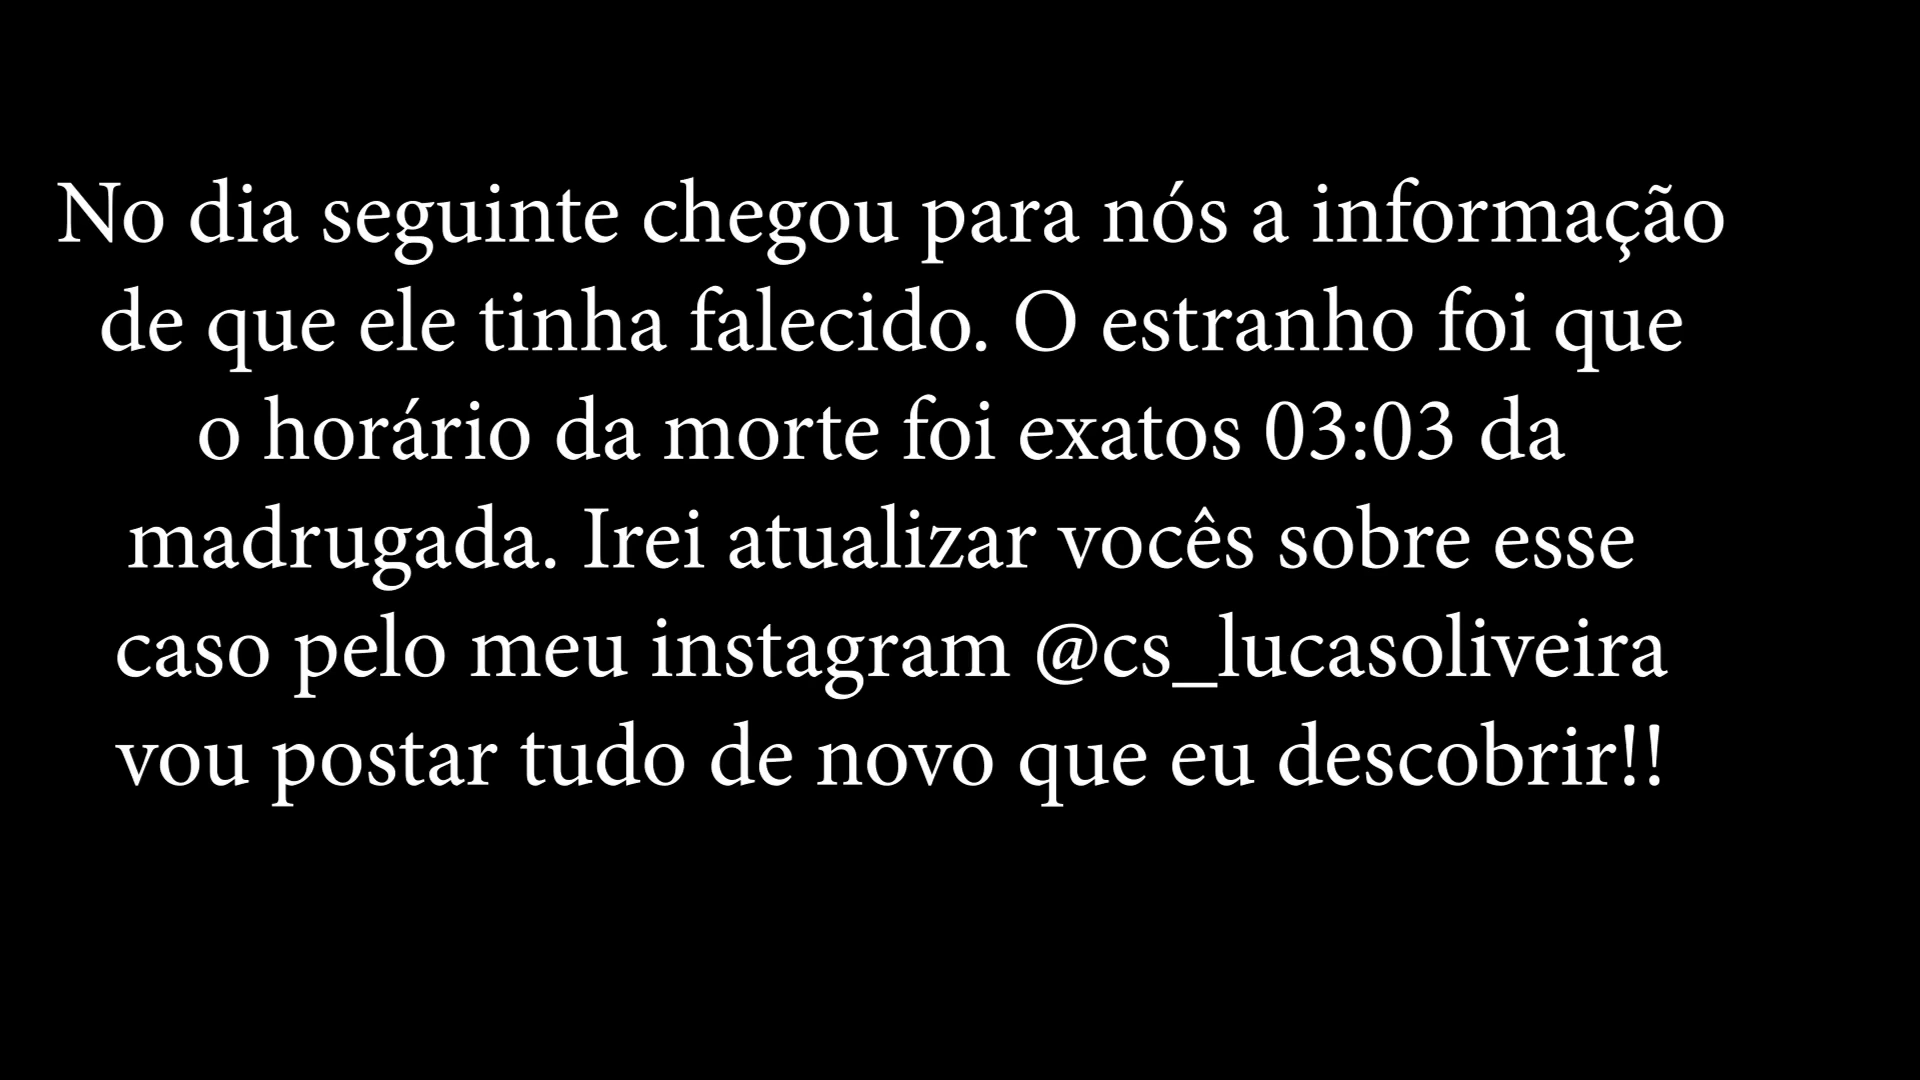 No dia seguinte chegou para nós a informação
de que ele tinha falecido. O estranho foi que
o horário da morte foi exatos 03:03 da
madrugada. Irei atualizar vocês sobre esse
caso pelo meu instagram @cs_lucasoliveira
vou postar tudo de novo que eu descobrir!!